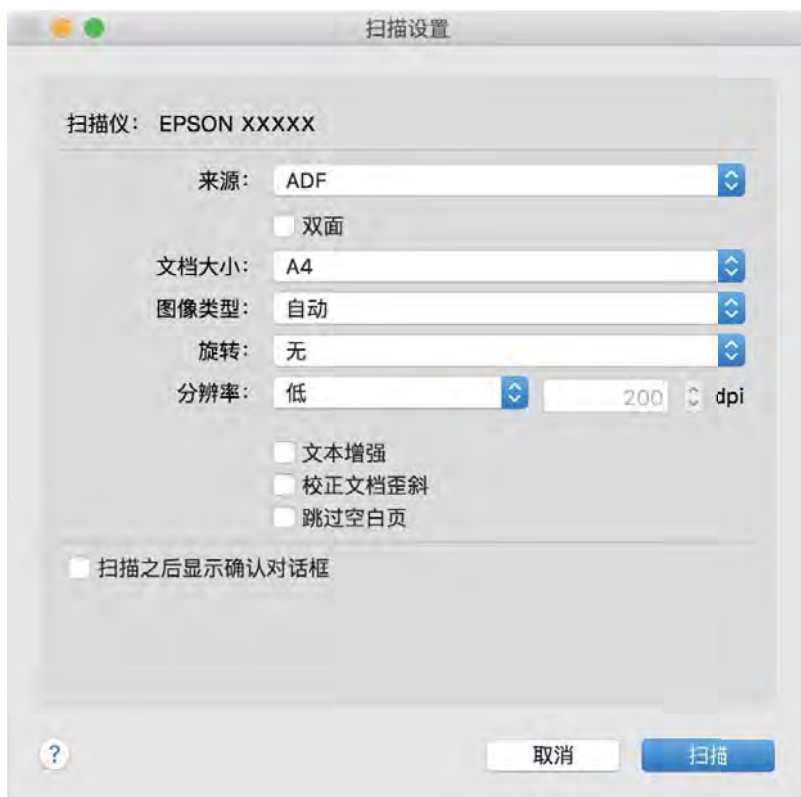 扫描设置
扫描仪： EPSON XXXXX
来源： ADF
双面
文档大小： A4
图像类型： 自动
旋转： 无
分辨率： 低 200 dpi
文本增强
校正文档歪斜
跳过空白页
扫描之后显示确认对话框
? 取消 扫描